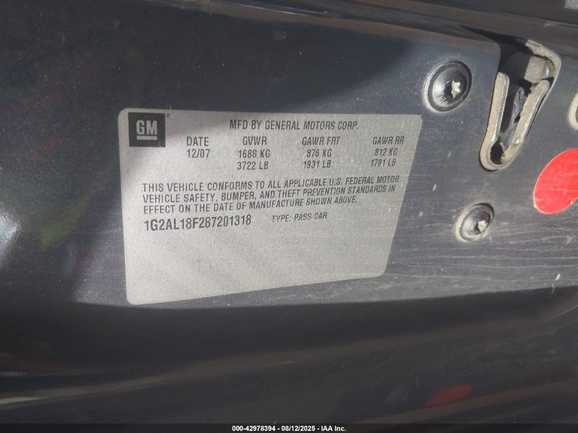 GM
MFD BY GENERAL MOTORS CORP.
DATE GVWR GAWR FRT GAWR RR
12/07 1688 KG 876 KG 812 KG
3722 LB 1931 LB 1791 LB
THIS VEHICLE CONFORMS TO ALL APPLICABLE U.S. FEDERAL MOTOR
VEHICLE SAFETY, BUMPER, AND THEFT PREVENTION STANDARDS IN
EFFECT ON THE DATE OF MANUFACTURE SHOWN ABOVE.
1G2AL18F287201318 TYPE: PASS CAR
000-42978394 - 08/12/2025 - IAA Inc.